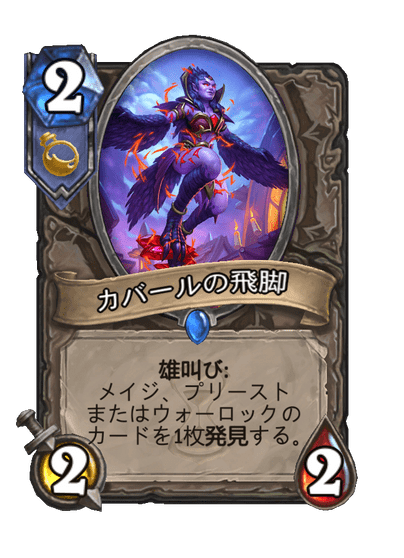 2
カバールの飛脚
雄叫び:
メイジ、プリースト
またはウォーロックの
カードを1枚発見する。
2
2